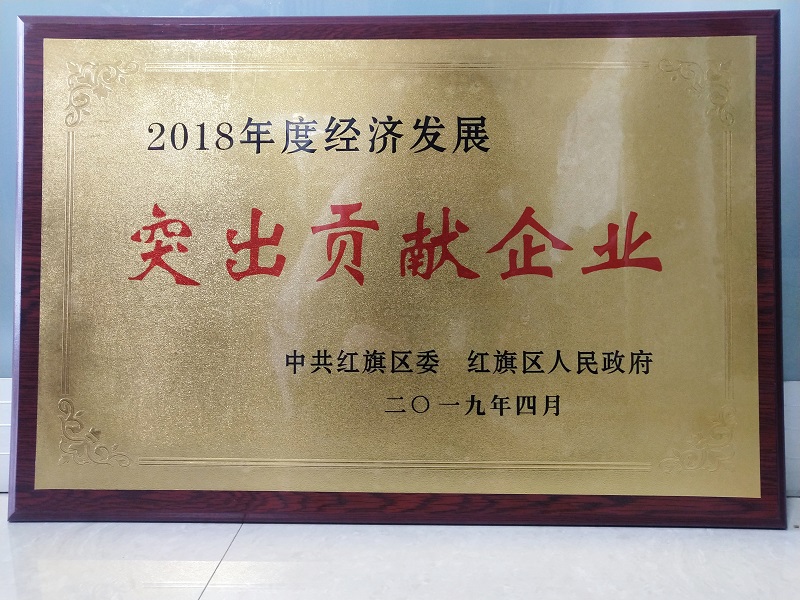 2018年度经济发展
突出贡献企业
中共红旗区委 红旗区人民政府
二〇一九年四月